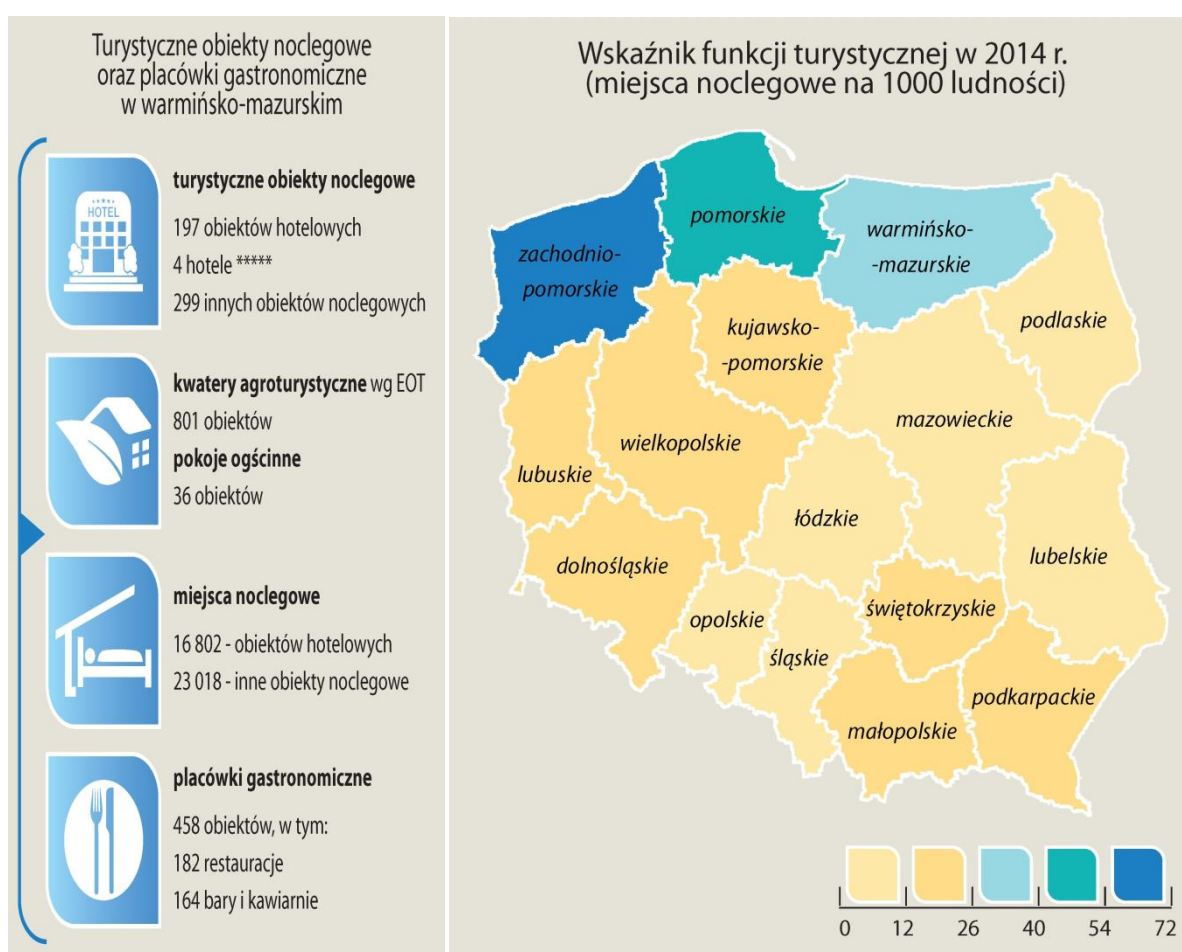 Turystyczne obiekty noclegowe
oraz placówki gastronomiczne
w warmińsko-mazurskim
HOTEL
turystyczne obiekty noclegowe
197 obiektów hotelowych
4 hotele *****
299 innych obiektów noclegowych
kwatery agroturystyczne wg EOT
801 obiektów
pokoje ogścinne
36 obiektów
miejsca noclegowe
16 802 - obiektów hotelowych
23 018 - inne obiekty noclegowe
placówki gastronomiczne
458 obiektów, w tym:
182 restauracje
164 bary i kawiarnie
Wskaźnik funkcji turystycznej w 2014 r.
(miejsca noclegowe na 1000 ludności)
pomorskie
warmińsko-
-mazurskie
zachodnio-
pomorskie
podlaskie
kujawsko-
-pomorskie
mazowieckie
wielkopolskie
lubuskie
łódzkie
lubelskie
dolnośląskie
świętokrzyskie
opolskie
śląskie
podkarpackie
małopolskie
0 12 26 40 54 72